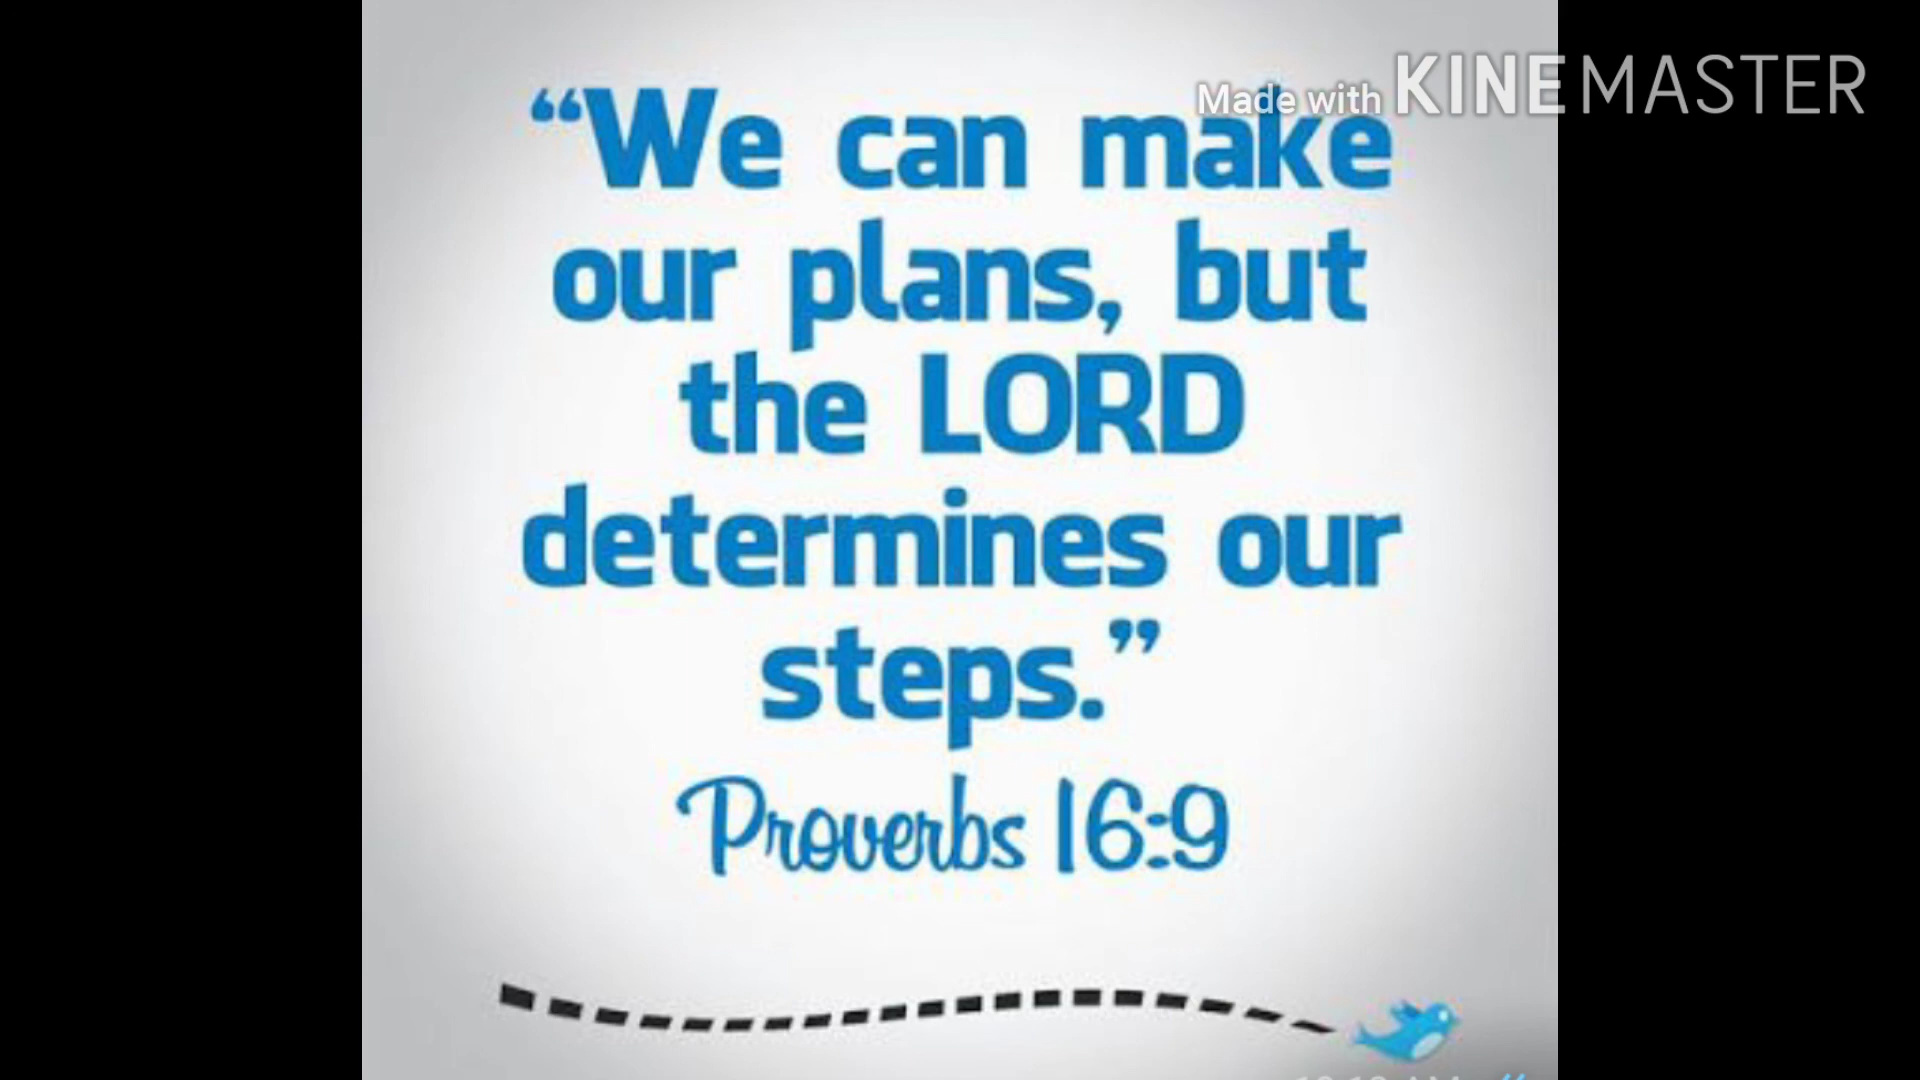 Made with KINEMASTER
“We can make
our plans, but
the LORD
determines our
steps.”
Proverbs 16:9